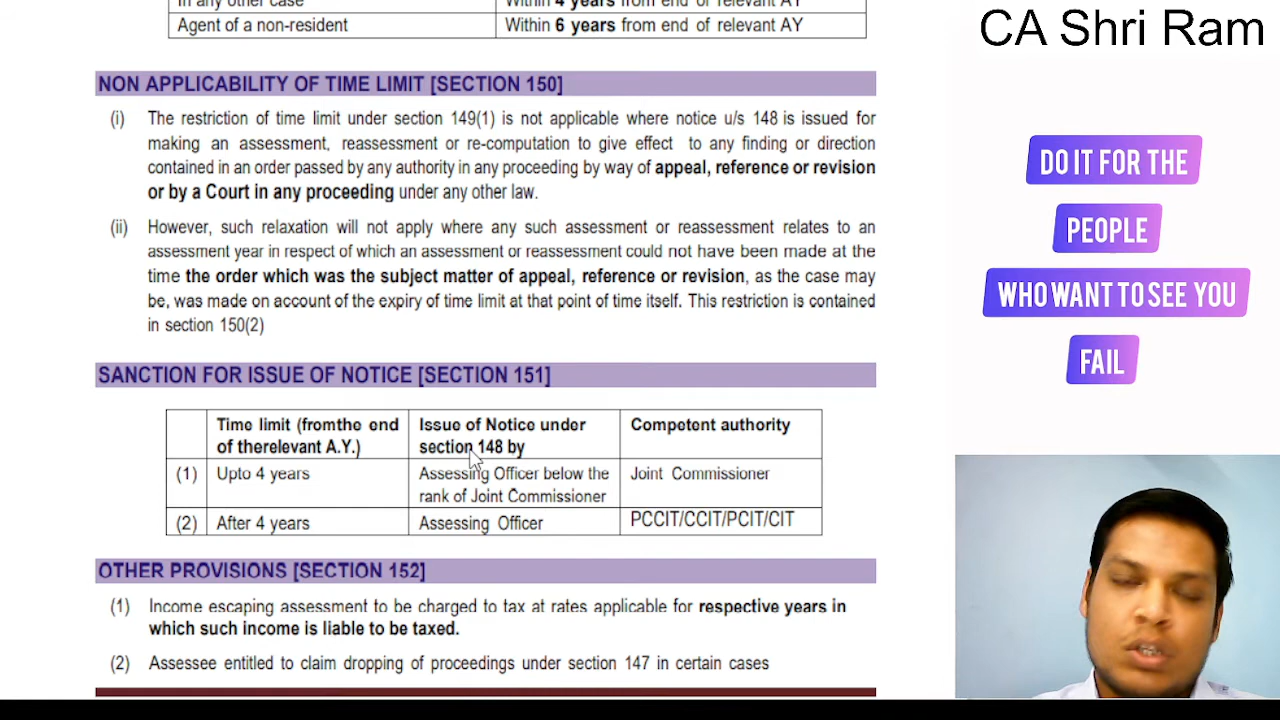 CA Shri Ram
In any other case Within 4 years from end of relevant AY
Agent of a non-resident Within 6 years from end of relevant AY
NON APPLICABILITY OF TIME LIMIT [SECTION 150]
(i) The restriction of time limit under section 149(1) is not applicable where notice u/s 148 is issued for
making an assessment, reassessment or re-computation to give effect to any finding or direction
contained in an order passed by any authority in any proceeding by way of appeal, reference or revision
or by a Court in any proceeding under any other law.
(ii) However, such relaxation will not apply where any such assessment or reassessment relates to an
assessment year in respect of which an assessment or reassessment could not have been made at the
time the order which was the subject matter of appeal, reference or revision, as the case may
be, was made on account of the expiry of time limit at that point of time itself. This restriction is contained
in section 150(2)
SANCTION FOR ISSUE OF NOTICE [SECTION 151]
Time limit (fromthe end Issue of Notice under Competent authority
of therelevant A.Y.) section 148 by
(1) Upto 4 years Assessing Officer below the Joint Commissioner
rank of Joint Commissioner
(2) After 4 years Assessing Officer PCCIT/CCIT/PCIT/CIT
OTHER PROVISIONS [SECTION 152]
(1) Income escaping assessment to be charged to tax at rates applicable for respective years in
which such income is liable to be taxed.
(2) Assessee entitled to claim dropping of proceedings under section 147 in certain cases
DO IT FOR THE
PEOPLE
WHO WANT TO SEE YOU
FAIL